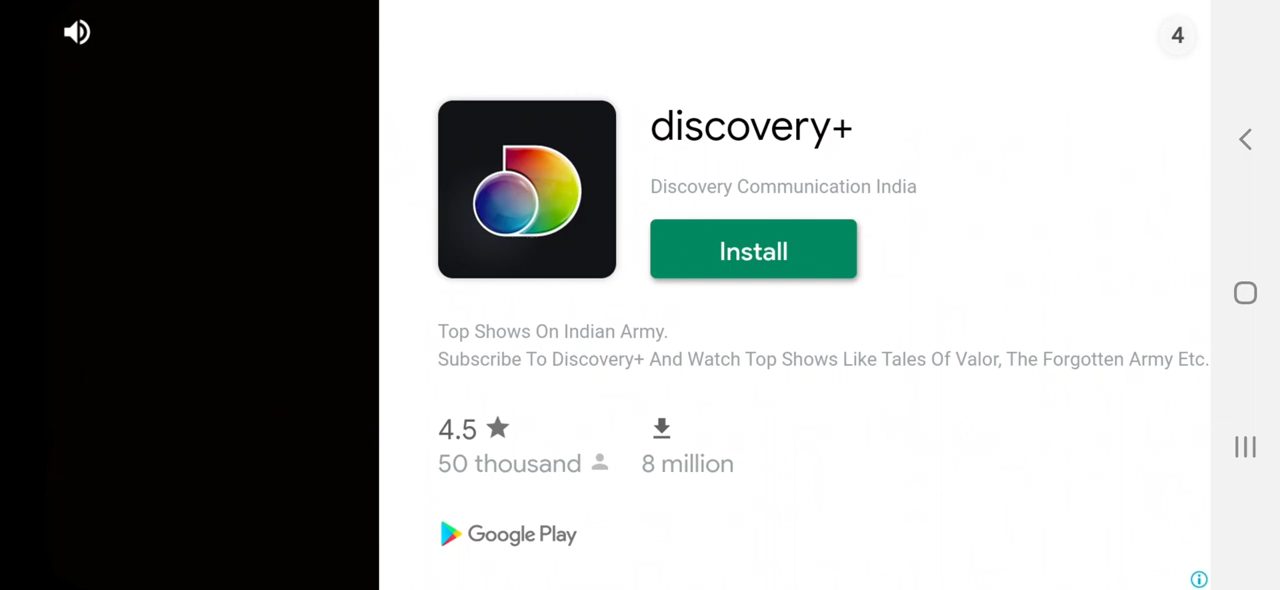 4
discovery+
Discovery Communication India
Install
Top Shows On Indian Army.
Subscribe To Discovery+ And Watch Top Shows Like Tales Of Valor, The Forgotten Army Etc.
4.5
50 thousand
8 million
Google Play